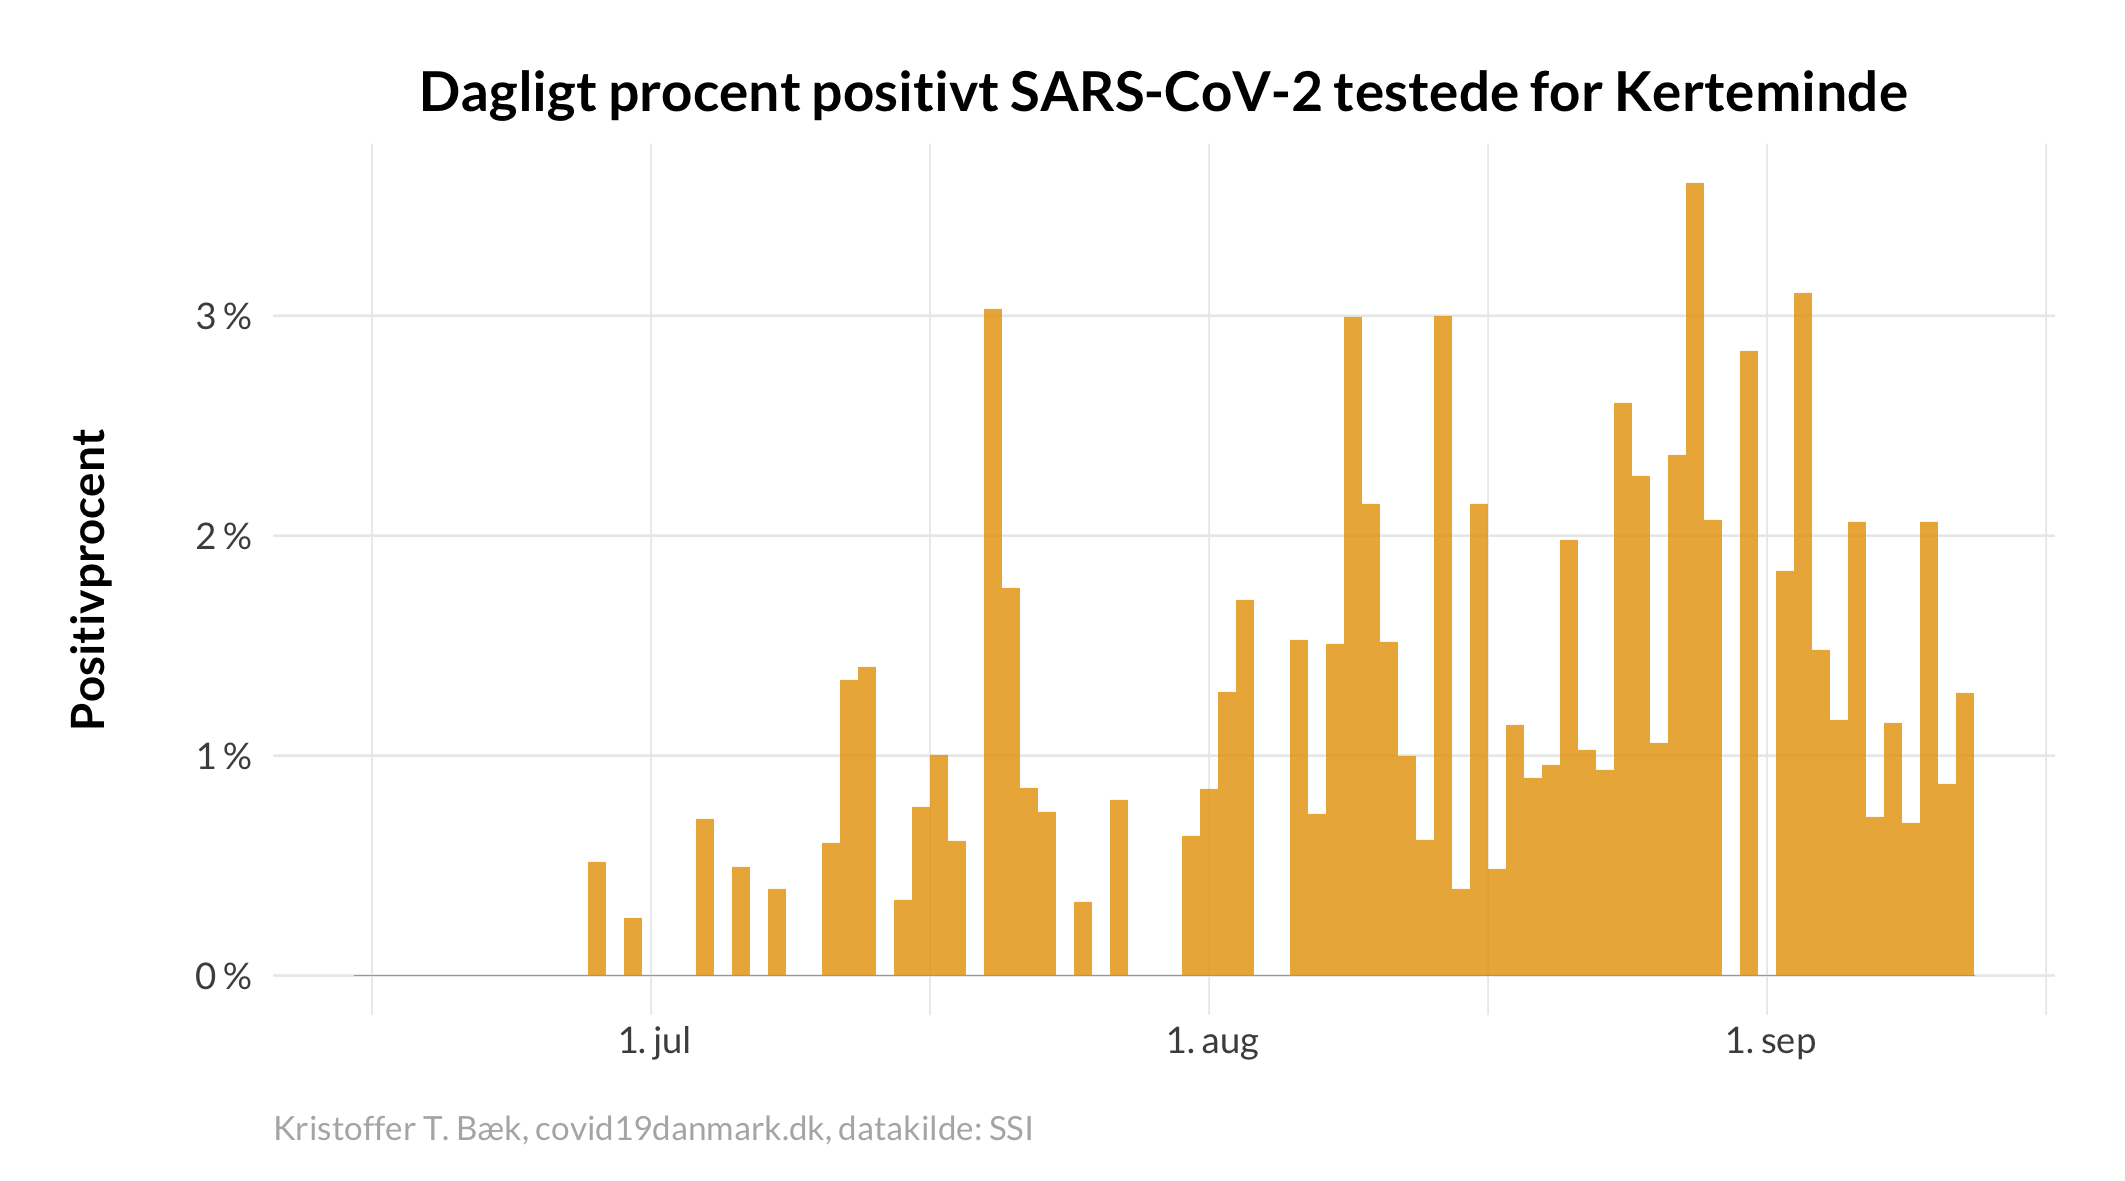 Dagligt procent positivt SARS-CoV-2 testede for Kerteminde
Positivprocent
3 %
2 %
1 %
0 %
1. jul
1. aug
1. sep
Kristoffer T. Bæk, covid19danmark.dk, datakilde: SSI